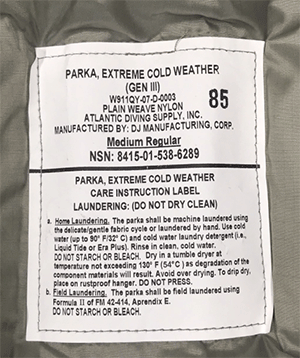 PARKA, EXTREME COLD WEATHER
(GEN III)
W911QY-07-D-0003
PLAIN WEAVE NYLON
85
ATLANTIC DIVING SUPPLY, INC.
MANUFACTURED BY: DJ MANUFACTURING, CORP.
Medium Regular
NSN: 8415-01-538-6289
PARKA, EXTREME COLD WEATHER
CARE INSTRUCTION LABEL
LAUNDERING: (DO NOT DRY CLEAN)
a. Home Laundering. The parka shall be machine laundered using
the delicate/gentle fabric cycle or laundered by hand. Use cold
water (up to 90° F/32° C) and cold water laundry detergent (i.e.,
Liquid Tide or Era Plus). Rinse in clean, cold water.
DO NOT STARCH OR BLEACH. Dry in a tumble dryer at
temperature not exceeding 130° F (54°C ) as degradation of the
component materials will result. Avoid over drying. To drip dry,
place on rustproof hanger. DO NOT PRESS.
b. Field Laundering. The parka shall be field laundered using
Formula II of FM 42-414, Aprendix E.
DO NOT STARCH OR BLEACH.